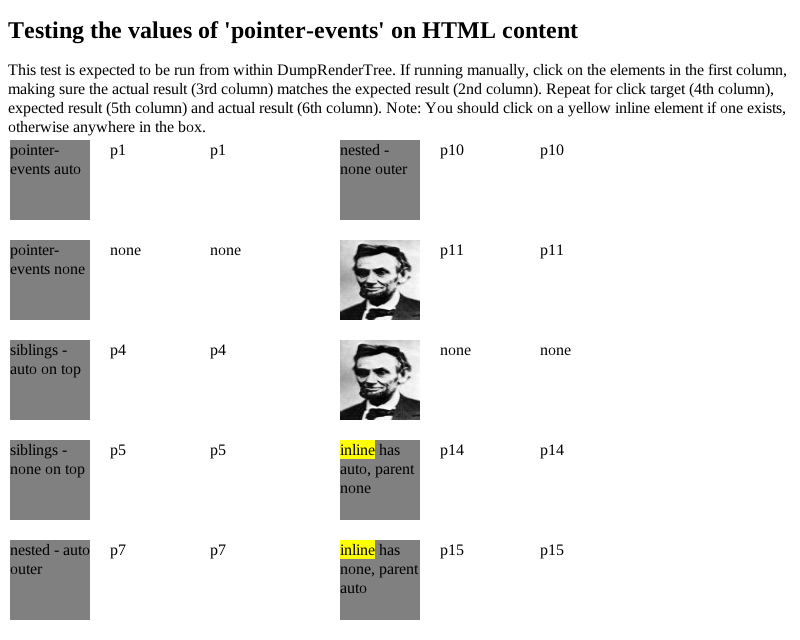 Testing the values of 'pointer-events' on HTML content
This test is expected to be run from within DumpRenderTree. If running manually, click on the elements in the first column,
making sure the actual result (3rd column) matches the expected result (2nd column). Repeat for click target (4th column),
expected result (5th column) and actual result (6th column). Note: You should click on a yellow inline element if one exists,
otherwise anywhere in the box.
pointer-
events auto
p1
p1
nested -
none outer
p10
p10
pointer-
events none
none
none
p11
p11
siblings -
auto on top
p4
p4
none
none
siblings -
none on top
p5
p5
inline has
auto, parent
none
p14
p14
nested - auto
outer
p7
p7
inline has
none, parent
auto
p15
p15